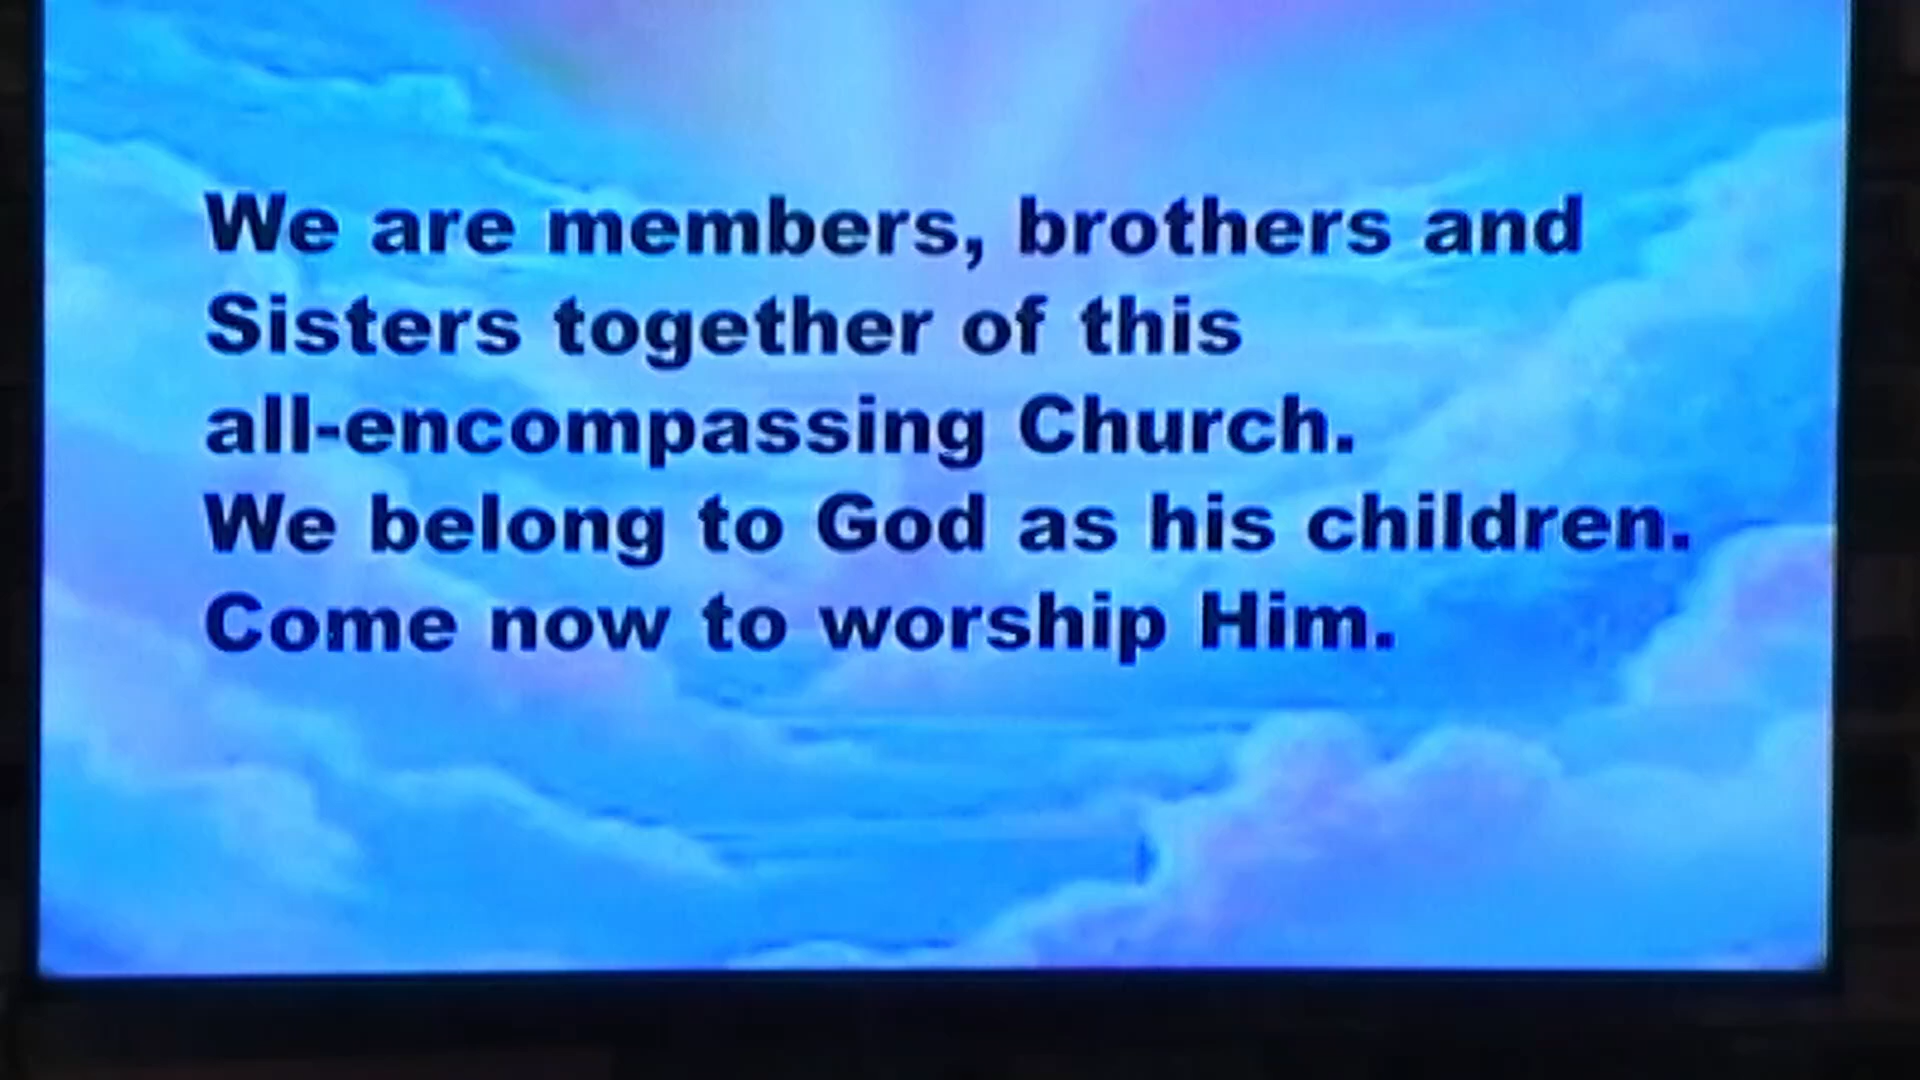 We are members, brothers and
Sisters together of this
all-encompassing Church.
We belong to God as his children.
Come now to worship Him.